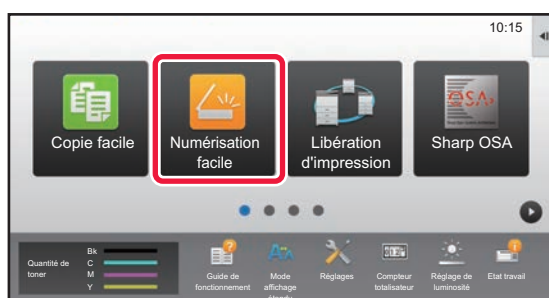 10:15
OSA
Copie facile
Numérisation
facile
Libération
d'impression
Sharp OSA
Quantité de
toner
Bk
C
M
Y
Guide de
fonctionnement
Mode
affichage
étendu
Réglages
Compteur
totalisateur
Réglage de
luminosité
Etat travail